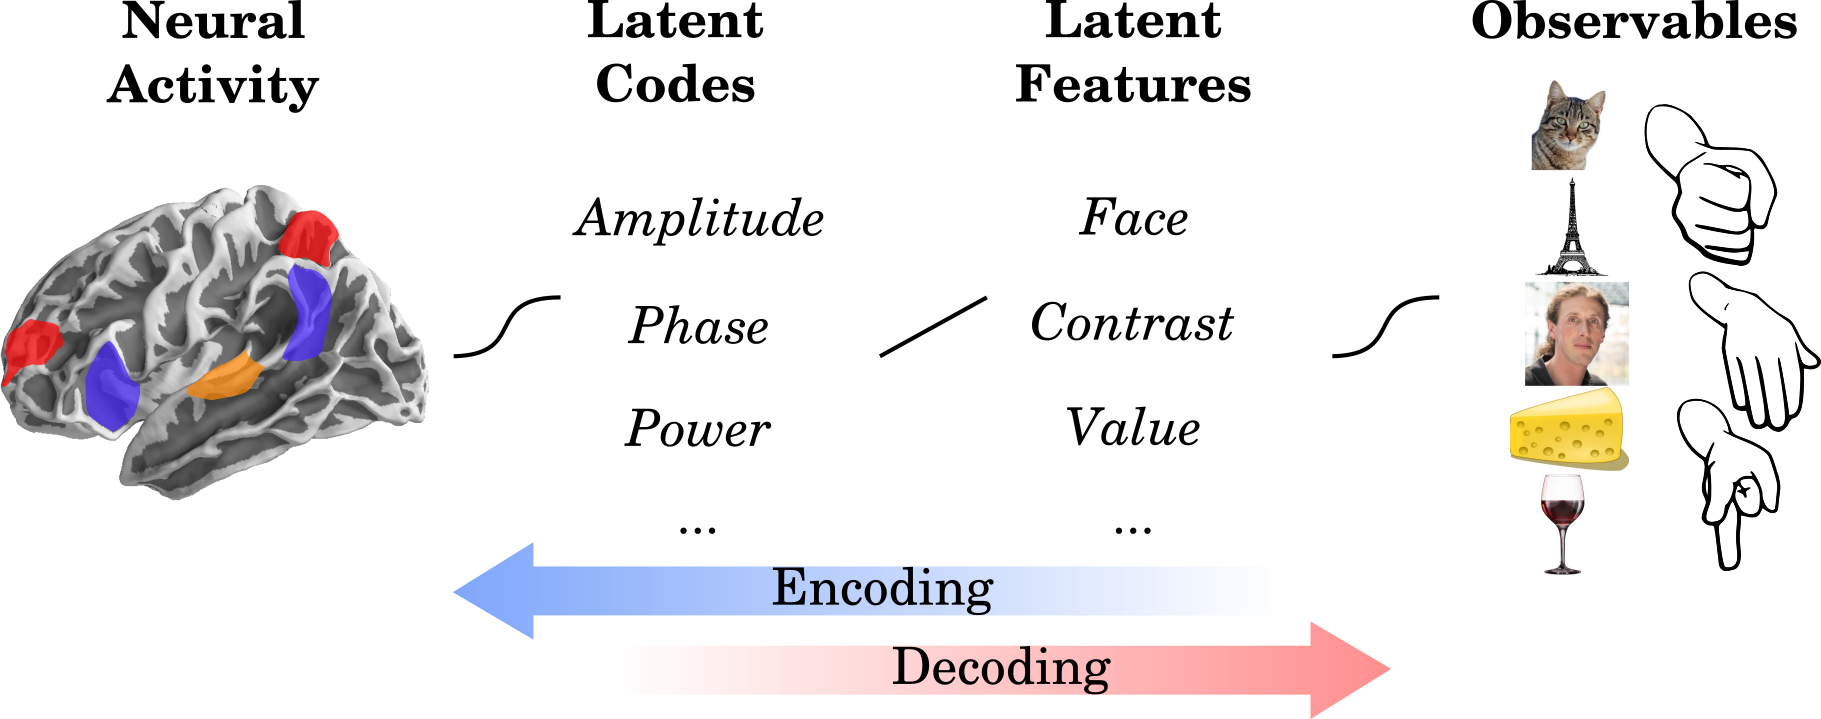 Neural
Activity
Latent
Codes
Latent
Features
Observables
Amplitude
Phase
Power
...
Face
Contrast
Value
...
Encoding
Decoding